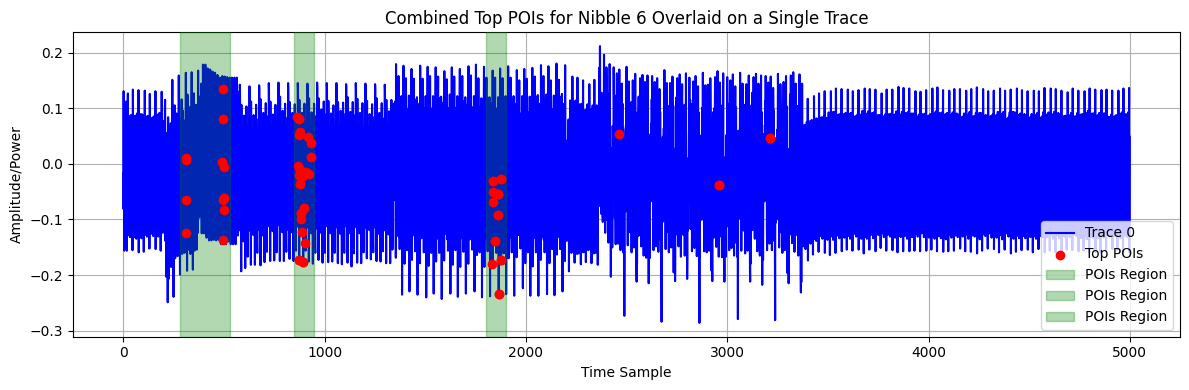 Combined Top POIs for Nibble 6 Overlaid on a Single Trace
Amplitude/Power
0.2
0.1
0.0
−0.1
−0.2
−0.3
0
1000
2000
3000
4000
5000
Time Sample
Trace 0
Top POIs
POIs Region
POIs Region
POIs Region